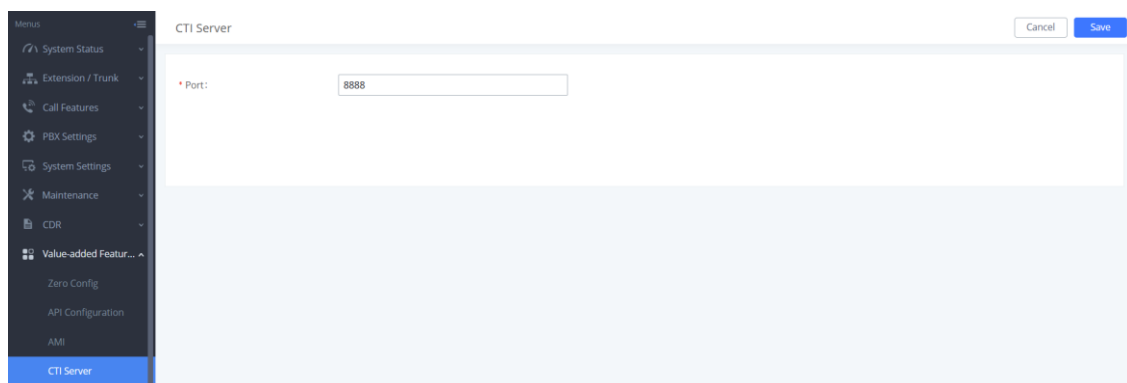 Menus
System Status
Extension / Trunk
Call Features
PBX Settings
System Settings
Maintenance
CDR
Value-added Featur...
Zero Config
API Configuration
AMI
CTI Server
CTI Server
Cancel
Save
* Port:
8888